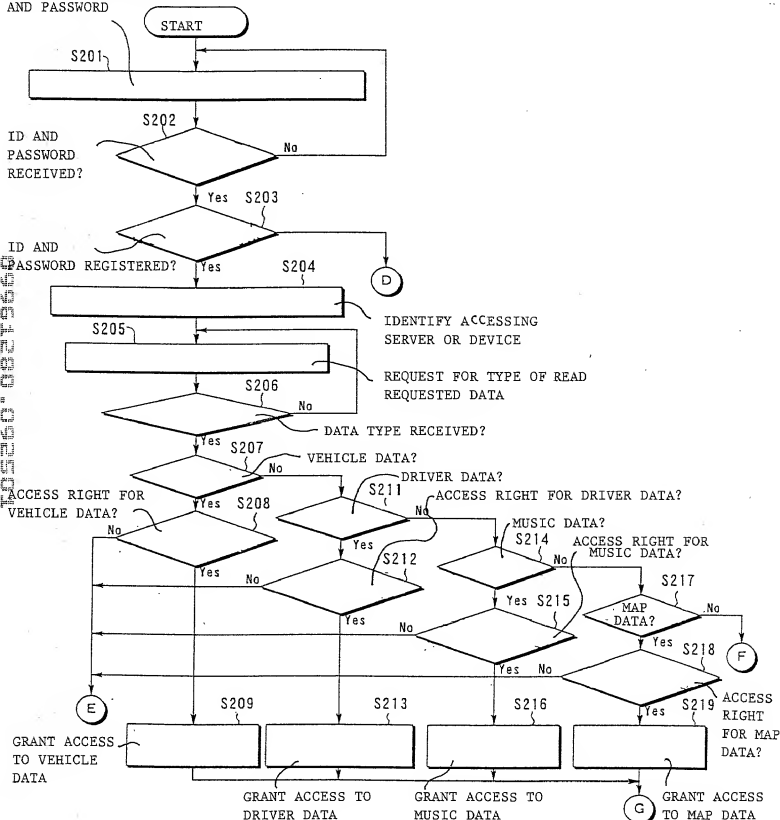 AND PASSWORD
START
S201
S202
No
ID AND
PASSWORD
RECEIVED?
Yes
S203
ID AND
PASSWORD REGISTERED?
Yes
D
S204
IDENTIFY ACCESSING
SERVER OR DEVICE
S205
REQUEST FOR TYPE OF READ
REQUESTED DATA
S206
No
DATA TYPE RECEIVED?
Yes
S207
VEHICLE DATA?
No
Yes
DRIVER DATA?
S211
ACCESS RIGHT FOR
VEHICLE DATA?
S208
No
Yes
ACCESS RIGHT FOR DRIVER DATA?
No
Yes
MUSIC DATA?
S214
ACCESS RIGHT FOR
MUSIC DATA?
No
S212
No
Yes
Yes
S215
No
Yes
S217
MAP
DATA?
No
Yes
F
S218
No
Yes
ACCESS
RIGHT
FOR MAP
DATA?
E
S209
S213
S216
S219
GRANT ACCESS
TO VEHICLE
DATA
GRANT ACCESS TO
DRIVER DATA
GRANT ACCESS TO
MUSIC DATA
G
GRANT ACCESS
TO MAP DATA